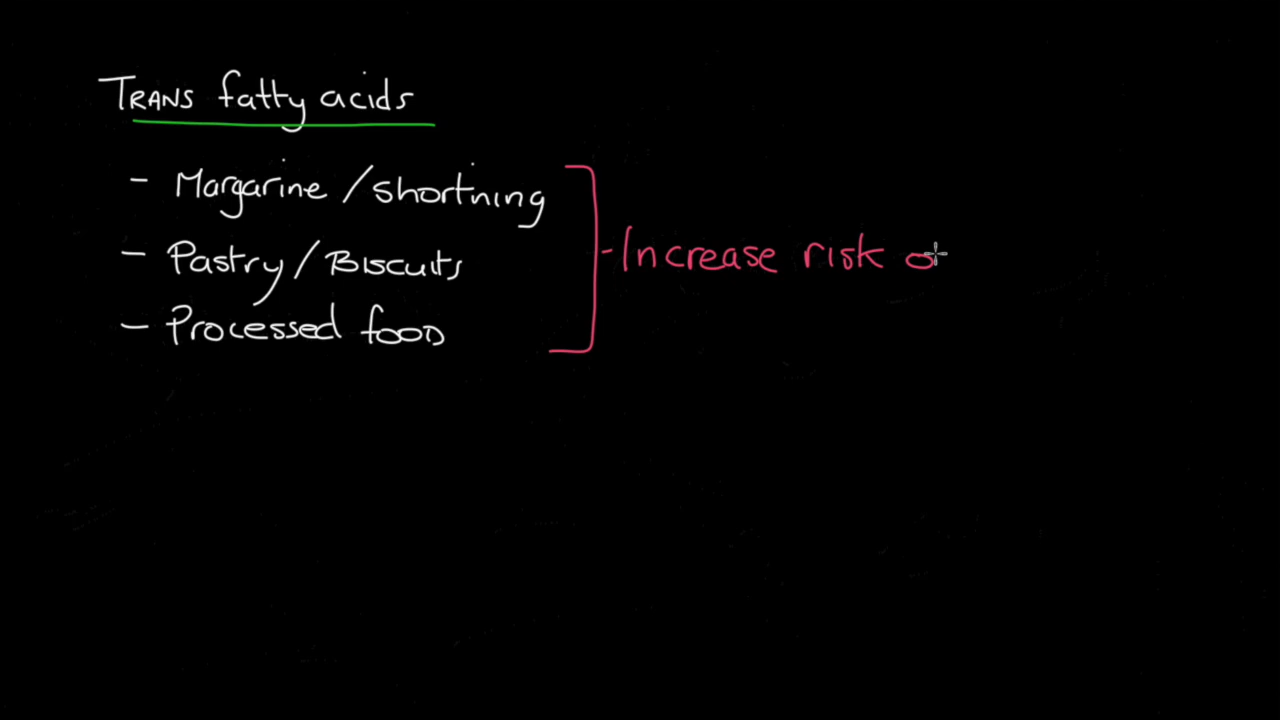 TRANS fatty acids
- Margarine / shortning
- Pastry / Biscuits
- Processed food
- Increase risk o